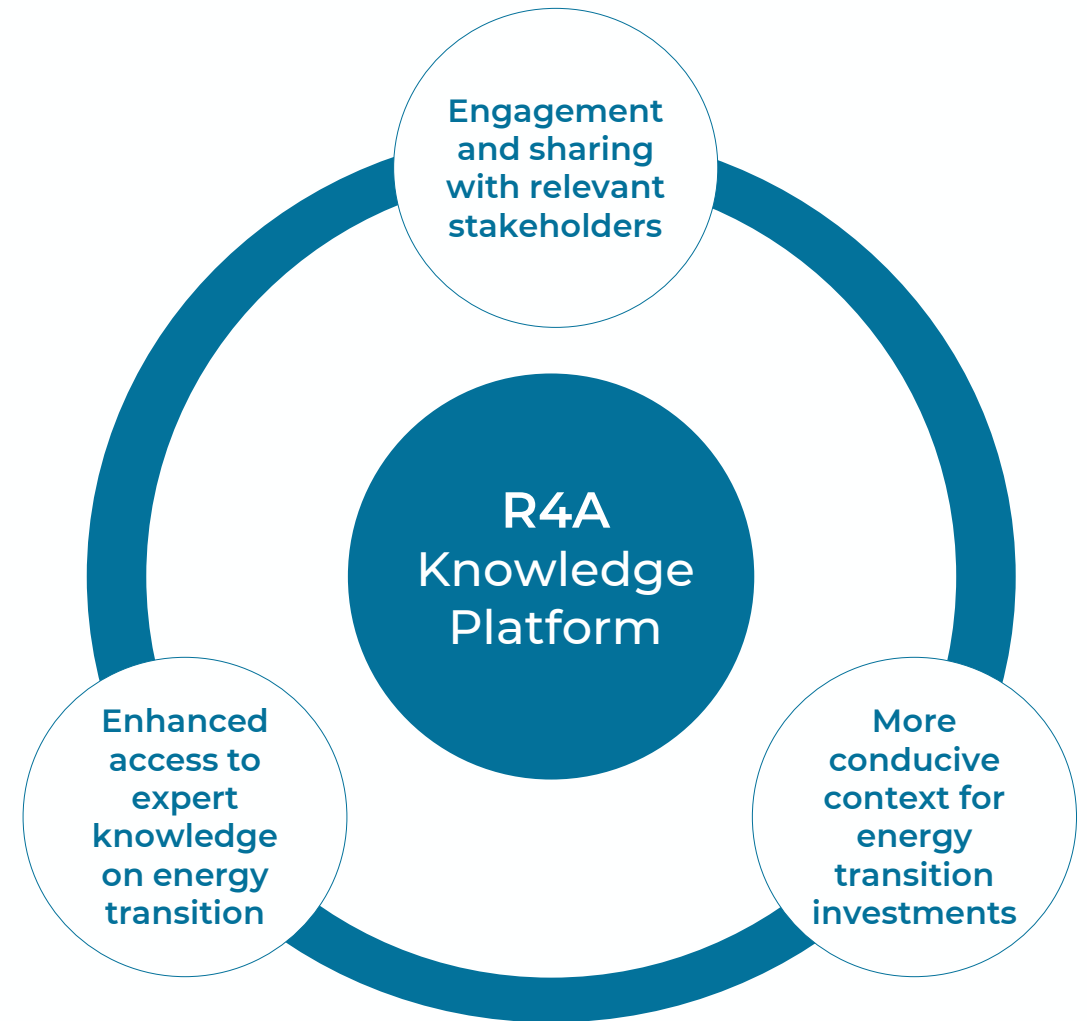 Engagement
and sharing
with relevant
stakeholders
R4A
Knowledge
Platform
Enhanced
access to
expert
knowledge
on energy
transition
More
conducive
context for
energy
transition
investments